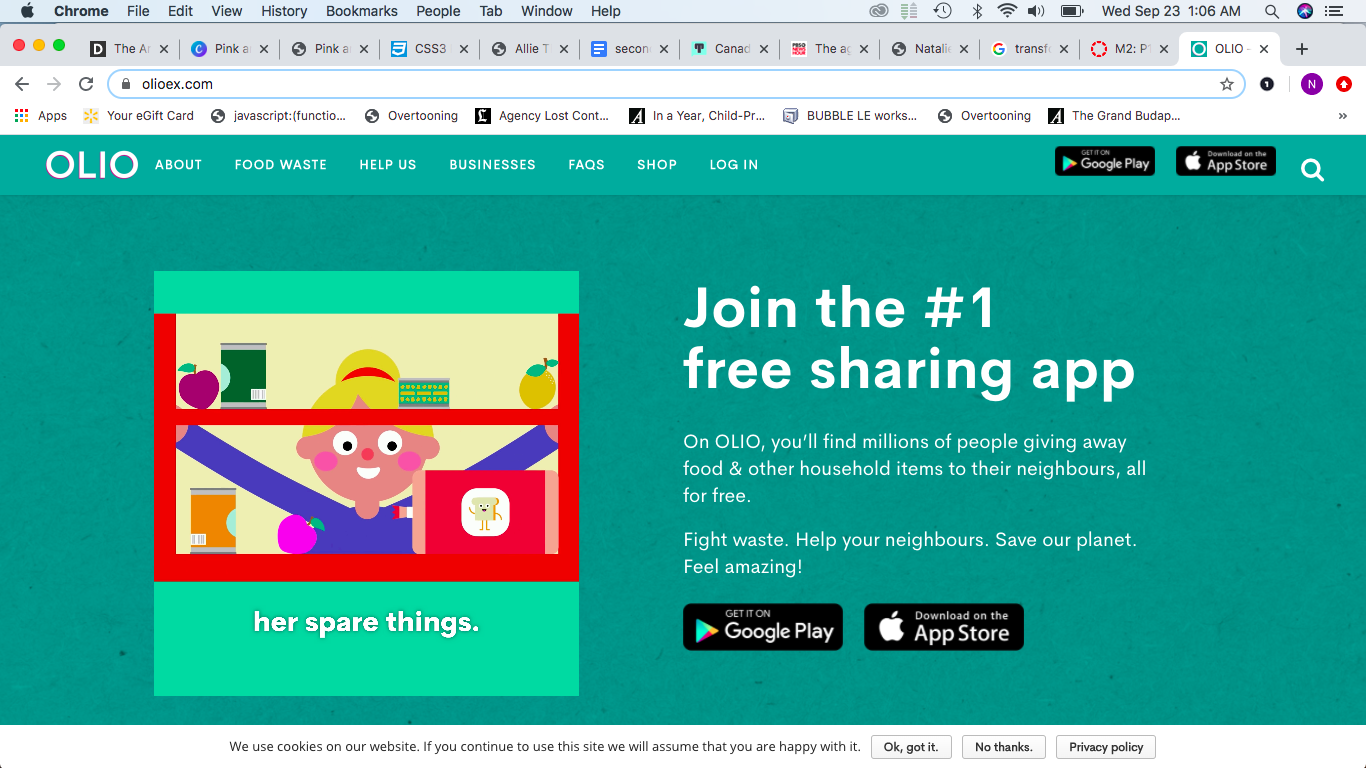 Chrome File Edit View History Bookmarks People Tab Window Help Wed Sep 23 1:06 AM
The Ar Pink a Pink a CSS3 Allie T secon Canad The ag Natalie transf M2: P1 OLIO -
olioex.com
N
Apps Your eGift Card javascript:(functio... Overtooning Agency Lost Cont... In a Year, Child-Pr... BUBBLE LE works... Overtooning The Grand Budap... »
OLIO ABOUT FOOD WASTE HELP US BUSINESSES FAQS SHOP LOG IN
GET IT ON Google Play
Download on the App Store
Join the #1
free sharing app
On OLIO, you’ll find millions of people giving away
food & other household items to their neighbours, all
for free.
Fight waste. Help your neighbours. Save our planet.
Feel amazing!
GET IT ON Google Play
Download on the App Store
her spare things.
We use cookies on our website. If you continue to use this site we will assume that you are happy with it. Ok, got it. No thanks. Privacy policy